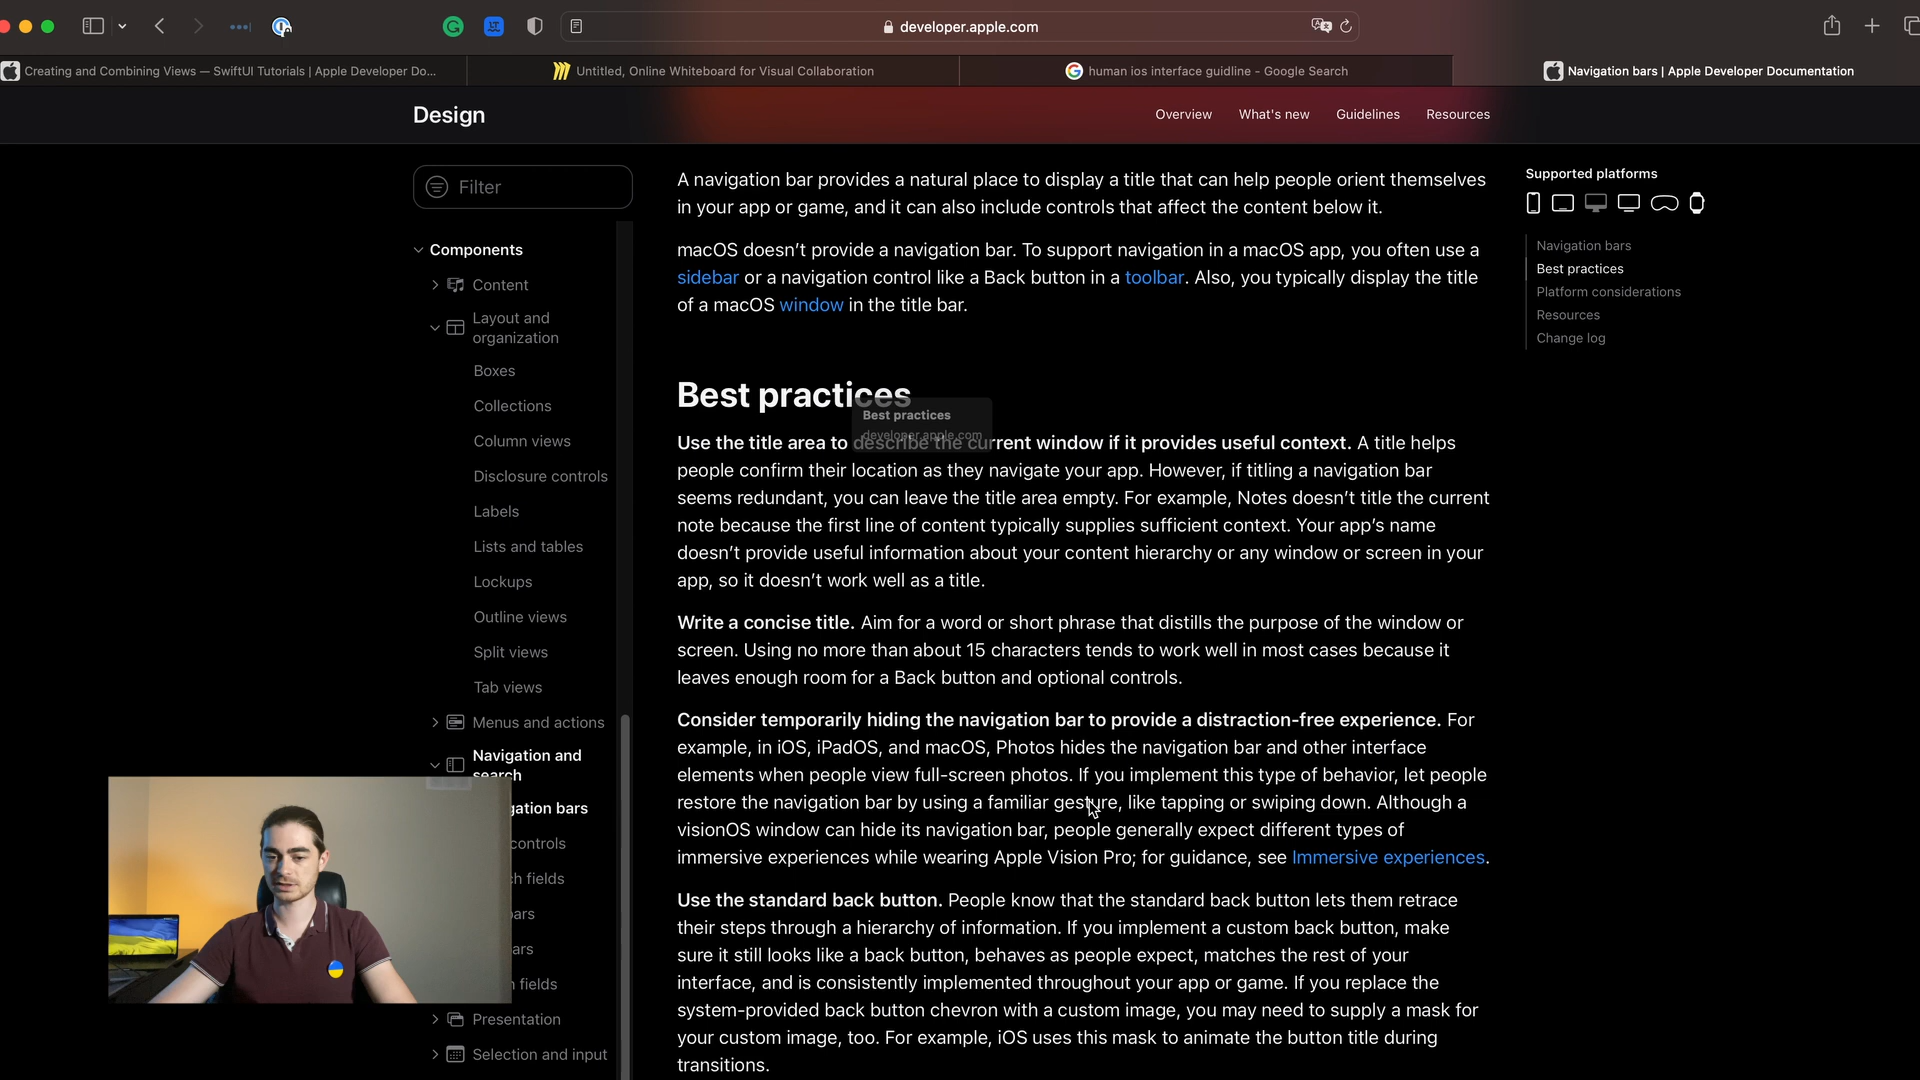 developer.apple.com
Creating and Combining Views — SwiftUI Tutorials | Apple Developer Do...
Untitled, Online Whiteboard for Visual Collaboration
human ios interface guidline - Google Search
Navigation bars | Apple Developer Documentation
Design
Overview
What's new
Guidelines
Resources
Filter
Components
Content
Layout and
organization
Boxes
Collections
Column views
Disclosure controls
Labels
Lists and tables
Lockups
Outline views
Split views
Tab views
Menus and actions
Navigation and
search
gation bars
controls
h fields
ars
ars
fields
Presentation
Selection and input
A navigation bar provides a natural place to display a title that can help people orient themselves
in your app or game, and it can also include controls that affect the content below it.
macOS doesn’t provide a navigation bar. To support navigation in a macOS app, you often use a
sidebar or a navigation control like a Back button in a toolbar. Also, you typically display the title
of a macOS window in the title bar.
Best practices
Best practices
developer.apple.com
Use the title area to describe the current window if it provides useful context. A title helps
people confirm their location as they navigate your app. However, if titling a navigation bar
seems redundant, you can leave the title area empty. For example, Notes doesn’t title the current
note because the first line of content typically supplies sufficient context. Your app’s name
doesn’t provide useful information about your content hierarchy or any window or screen in your
app, so it doesn’t work well as a title.
Write a concise title. Aim for a word or short phrase that distills the purpose of the window or
screen. Using no more than about 15 characters tends to work well in most cases because it
leaves enough room for a Back button and optional controls.
Consider temporarily hiding the navigation bar to provide a distraction-free experience. For
example, in iOS, iPadOS, and macOS, Photos hides the navigation bar and other interface
elements when people view full-screen photos. If you implement this type of behavior, let people
restore the navigation bar by using a familiar gesture, like tapping or swiping down. Although a
visionOS window can hide its navigation bar, people generally expect different types of
immersive experiences while wearing Apple Vision Pro; for guidance, see Immersive experiences.
Use the standard back button. People know that the standard back button lets them retrace
their steps through a hierarchy of information. If you implement a custom back button, make
sure it still looks like a back button, behaves as people expect, matches the rest of your
interface, and is consistently implemented throughout your app or game. If you replace the
system-provided back button chevron with a custom image, you may need to supply a mask for
your custom image, too. For example, iOS uses this mask to animate the button title during
transitions.
Supported platforms
Navigation bars
Best practices
Platform considerations
Resources
Change log